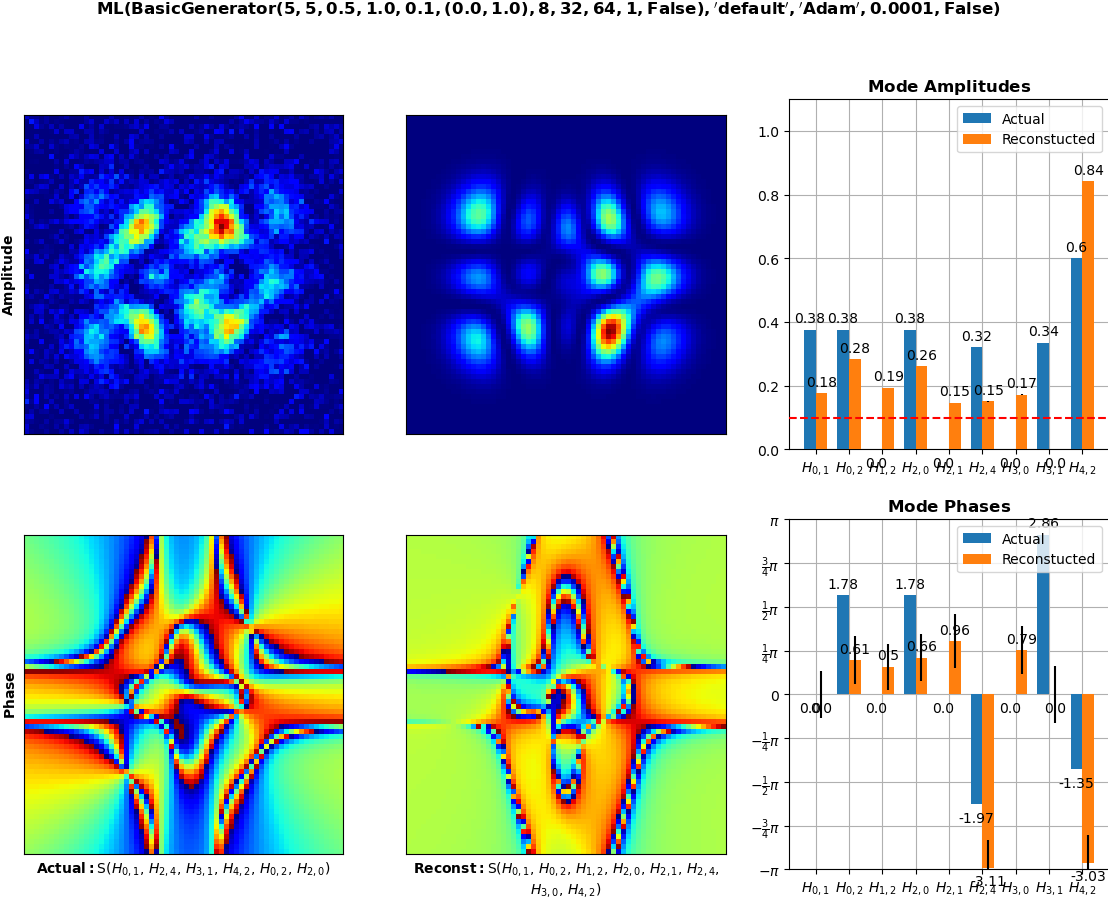 ML(BasicGenerator(5, 5, 0.5, 1.0, 0.1, (0.0, 1.0), 8, 32, 64, 1, False), 'default', 'Adam', 0.0001, False)
Mode Amplitudes
Actual
Reconstucted
1.0
0.8
0.6
0.4
0.2
0.0
0.38
0.18
0.38
0.28
0.0
0.19
0.38
0.26
0.0
0.15
0.32
0.15
0.0
0.17
0.34
0.0
0.6
0.84
H0,1 H0,2 H1,2 H2,0 H2,1 H2,4 H3,0 H3,1 H4,2
Amplitude
Mode Phases
Actual
Reconstucted
π
3/4π
1/2π
1/4π
0
−1/4π
−1/2π
−3/4π
−π
0.0
1.78
0.61
0.0
0.5
1.78
0.66
0.0
0.96
-1.97
-3.11
0.0
0.79
2.86
0.0
-1.35
-3.03
H0,1 H0,2 H1,2 H2,0 H2,1 H2,4 H3,0 H3,1 H4,2
Phase
Actual: S(H0,1, H2,4, H3,1, H4,2, H0,2, H2,0)
Reconst: S(H0,1, H0,2, H1,2, H2,0, H2,1, H2,4,
H3,0, H4,2)